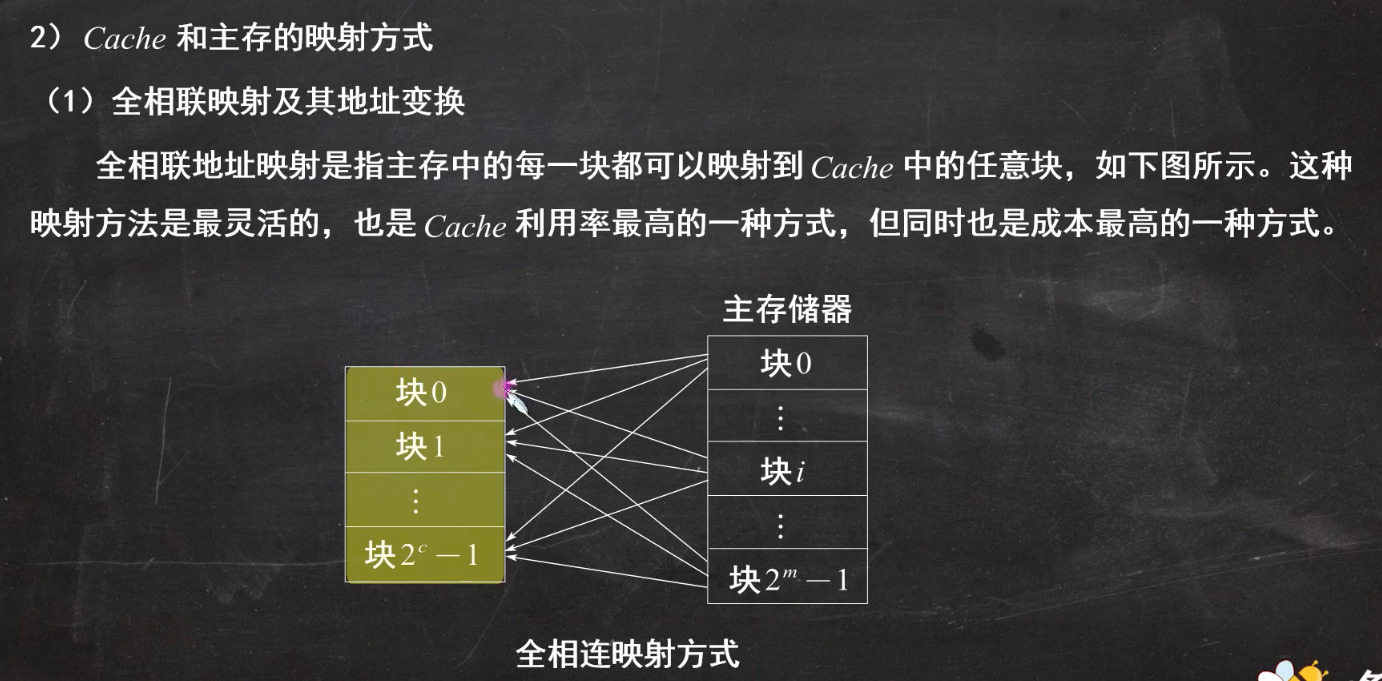 2） Cache 和主存的映射方式
（1）全相联映射及其地址变换
全相联地址映射是指主存中的每一块都可以映射到 Cache 中的任意块，如下图所示。这种
映射方法是最灵活的，也是 Cache 利用率最高的一种方式，但同时也是成本最高的一种方式。
主存储器
块0
⋮
块i
⋮
块2^m－1
块0
块1
⋮
块2^c－1
全相连映射方式